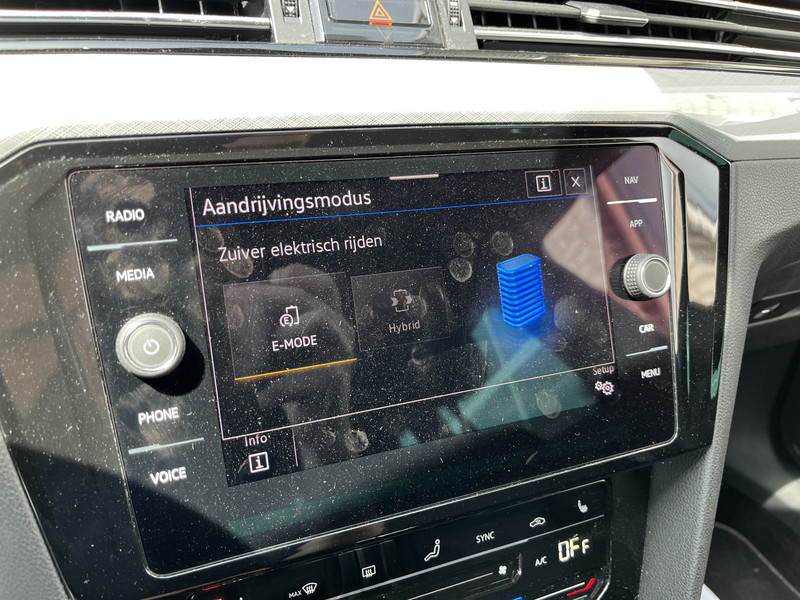 RADIO
MEDIA
PHONE
VOICE
Aandrijvingsmodus
i X
Zuiver elektrisch rijden
E
E-MODE
Hybrid
Setup
Info
i
NAV
APP
CAR
MENU
MAX
SYNC
A/C
OFF